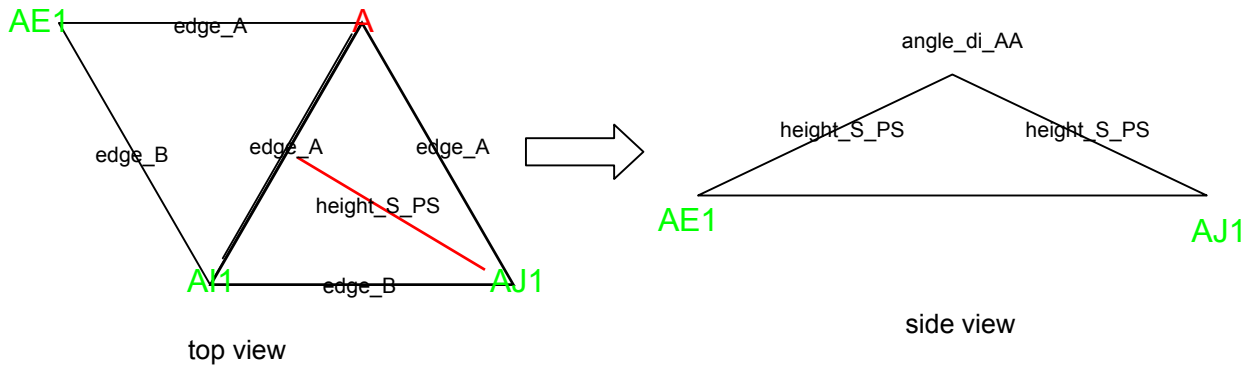 AE1
edge_A
A
edge_B
edge_A
edge_A
height_S_PS
AI1
edge_B
AJ1
top view
angle_di_AA
height_S_PS
height_S_PS
AE1
AJ1
side view